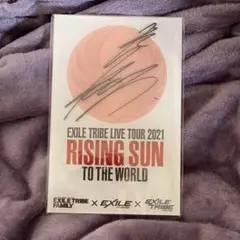 EXILE TRIBE LIVE TOUR 2021
RISING SUN
TO THE WORLD
EXILE TRIBE FAMILY × EXILE × EXILE TRIBE